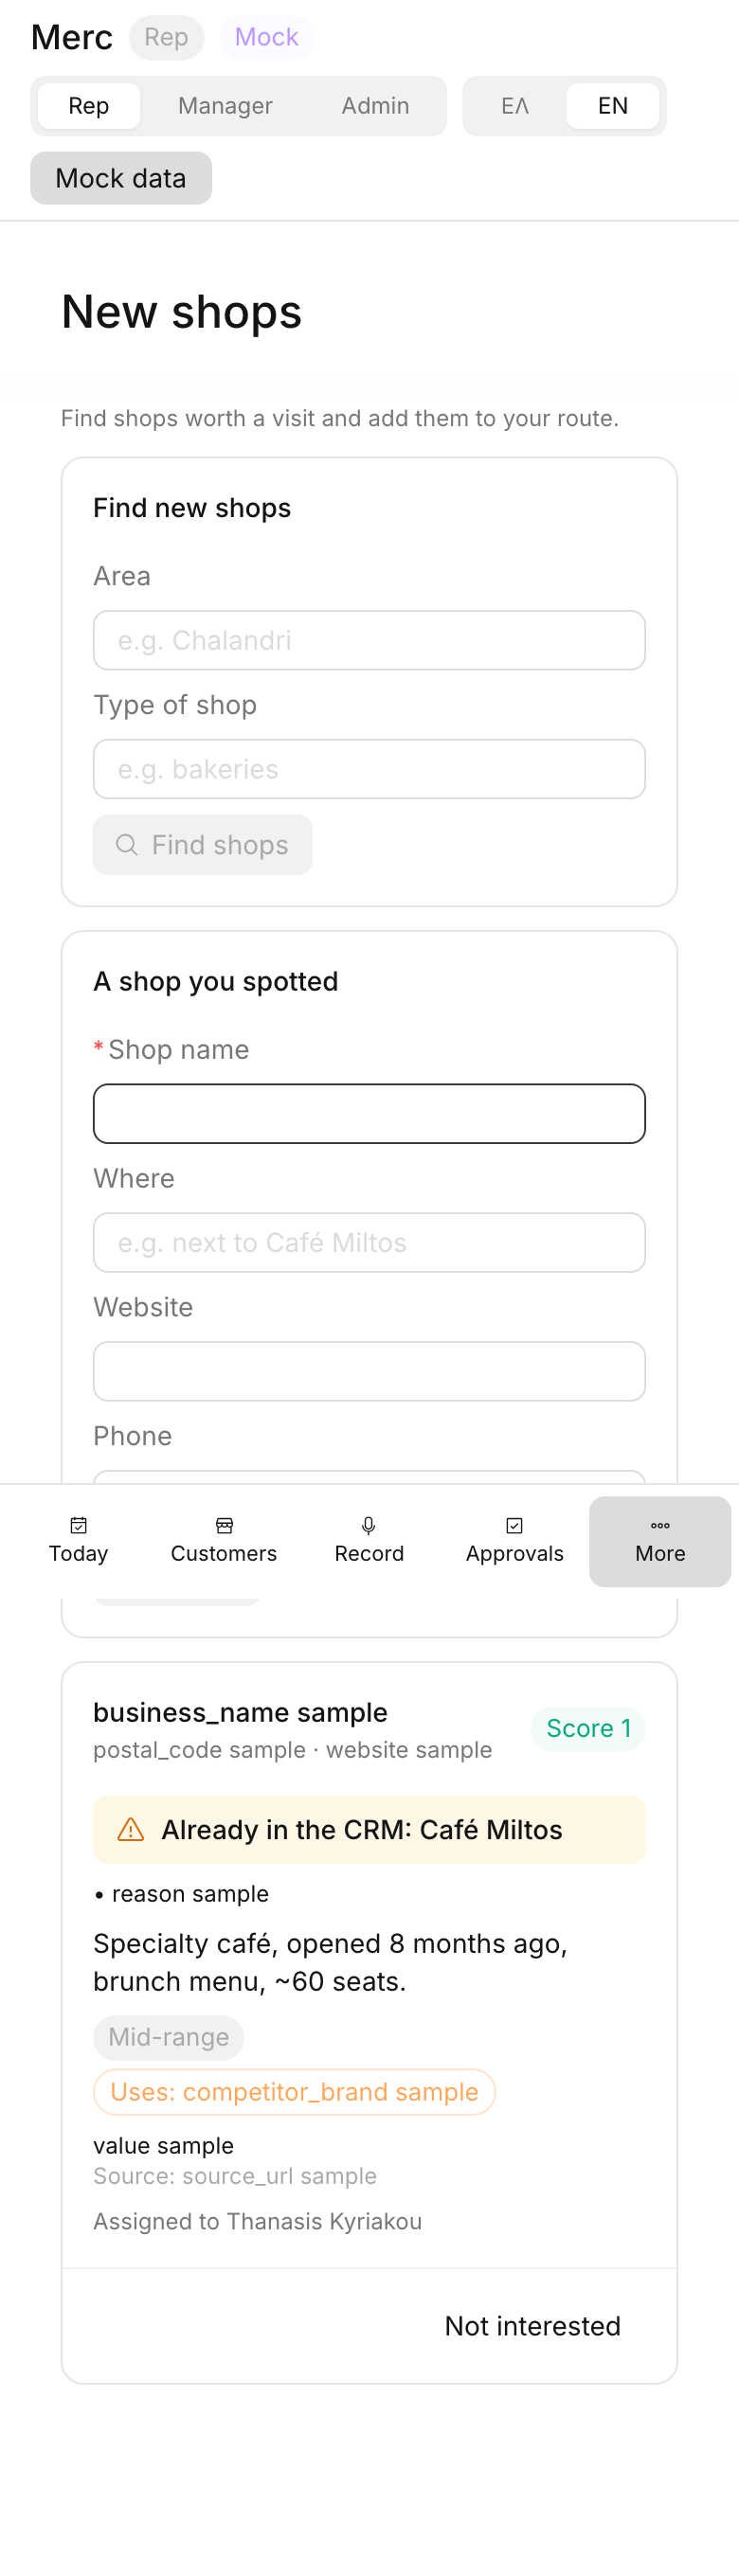 Merc Rep Mock
Rep Manager Admin ΕΛ EN
Mock data
New shops
Find shops worth a visit and add them to your route.
Find new shops
Area
e.g. Chalandri
Type of shop
e.g. bakeries
Find shops
A shop you spotted
* Shop name
Where
e.g. next to Café Miltos
Website
Phone
Today Customers Record Approvals More
business_name sample
Score 1
postal_code sample · website sample
Already in the CRM: Café Miltos
• reason sample
Specialty café, opened 8 months ago,
brunch menu, ~60 seats.
Mid-range
Uses: competitor_brand sample
value sample
Source: source_url sample
Assigned to Thanasis Kyriakou
Not interested